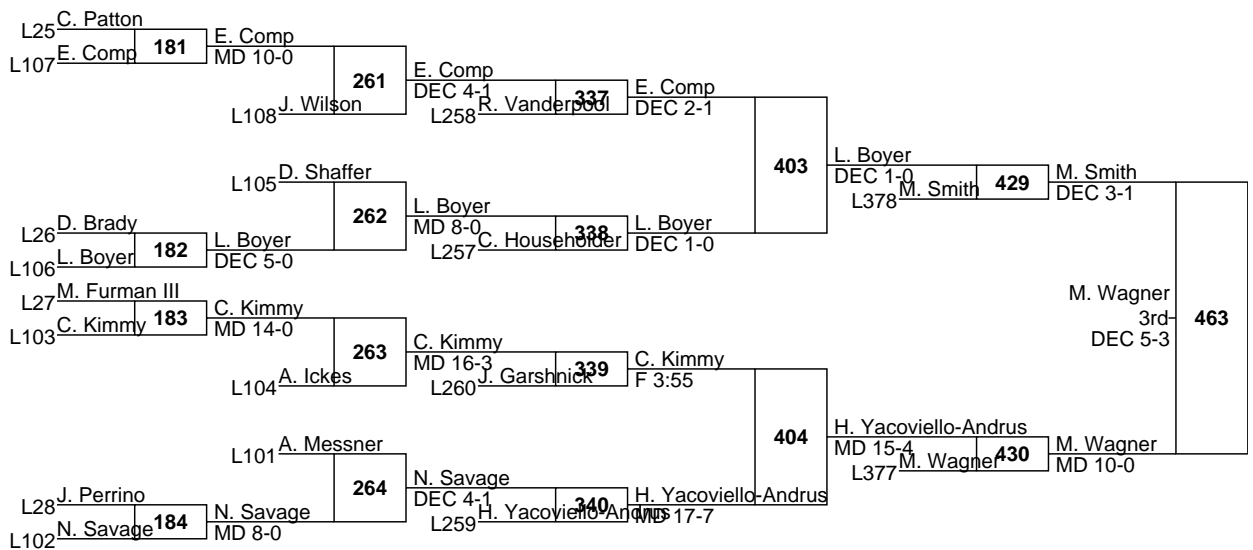 L25 C. Patton
L107 E. Comp
181
E. Comp
MD 10-0
L108 J. Wilson
261
E. Comp
DEC 4-1
L258 R. Vanderpool
337
E. Comp
DEC 2-1
L105 D. Shaffer
262
L26 D. Brady
L106 L. Boyer
182
L. Boyer
DEC 5-0
L. Boyer
MD 8-0
L257 C. Householder
338
L. Boyer
DEC 1-0
403
L. Boyer
DEC 1-0
L378 M. Smith
429
M. Smith
DEC 3-1
L27 M. Furman III
L103 C. Kimmy
183
C. Kimmy
MD 14-0
L104 A. Ickes
263
C. Kimmy
MD 16-3
L260 J. Garshnick
339
C. Kimmy
F 3:55
L101 A. Messner
264
L28 J. Perrino
L102 N. Savage
184
N. Savage
MD 8-0
N. Savage
DEC 4-1
L259 H. Yacoviello-Andrus
340
H. Yacoviello-Andrus
MD 17-7
404
H. Yacoviello-Andrus
MD 15-4
L377 M. Wagner
430
M. Wagner
MD 10-0
M. Wagner
3rd
DEC 5-3
463